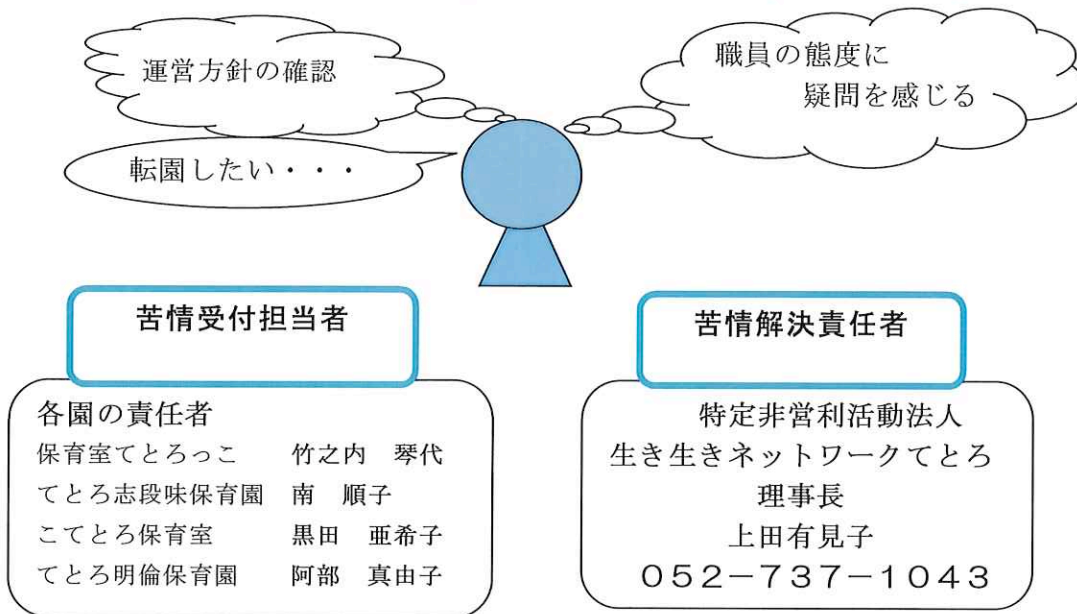 運営方針の確認
職員の態度に
疑問を感じる
転園したい・・・
苦情受付担当者
各園の責任者
保育室てとろっこ　竹之内　琴代
てとろ志段味保育園　南　順子
こてとろ保育室　黒田　亜希子
てとろ明倫保育園　阿部　真由子
苦情解決責任者
特定非営利活動法人
生き生きネットワークてとろ
理事長
上田有見子
０５２－７３７－１０４３